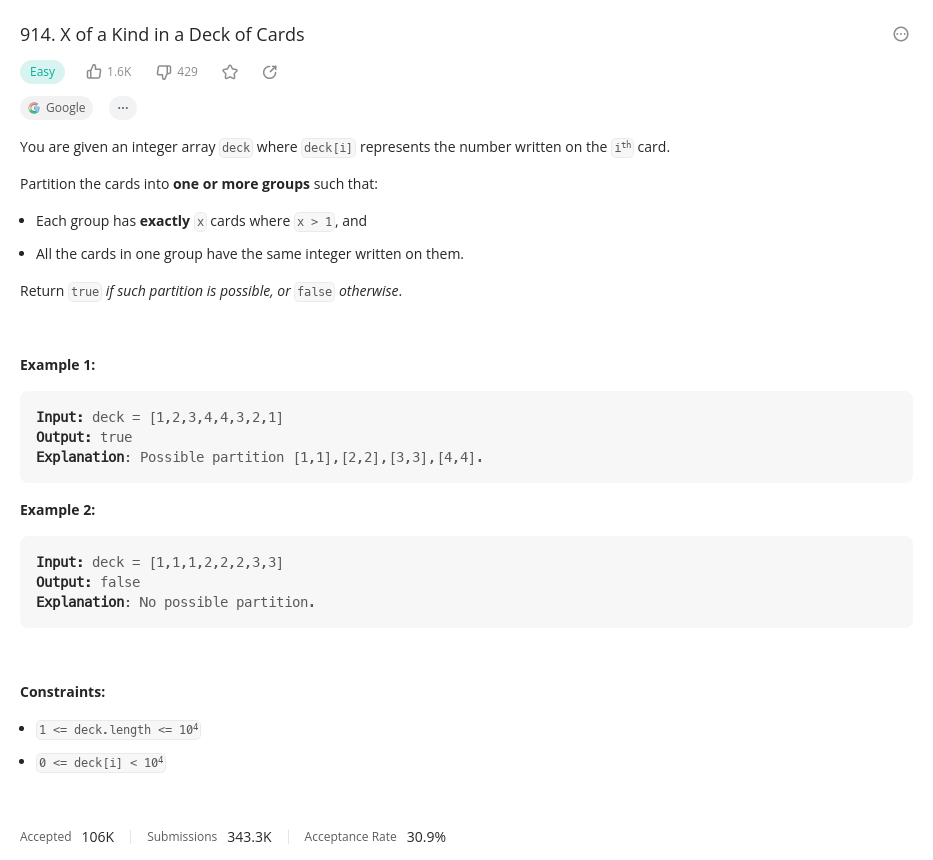 914. X of a Kind in a Deck of Cards
Easy 1.6K 429
Google ...
You are given an integer array deck where deck[i] represents the number written on the ith card.
Partition the cards into one or more groups such that:
• Each group has exactly x cards where x > 1, and
• All the cards in one group have the same integer written on them.
Return true if such partition is possible, or false otherwise.
Example 1:
Input: deck = [1,2,3,4,4,3,2,1]
Output: true
Explanation: Possible partition [1,1],[2,2],[3,3],[4,4].
Example 2:
Input: deck = [1,1,1,2,2,2,3,3]
Output: false
Explanation: No possible partition.
Constraints:
• 1 <= deck.length <= 10⁴
• 0 <= deck[i] < 10⁴
Accepted 106K Submissions 343.3K Acceptance Rate 30.9%